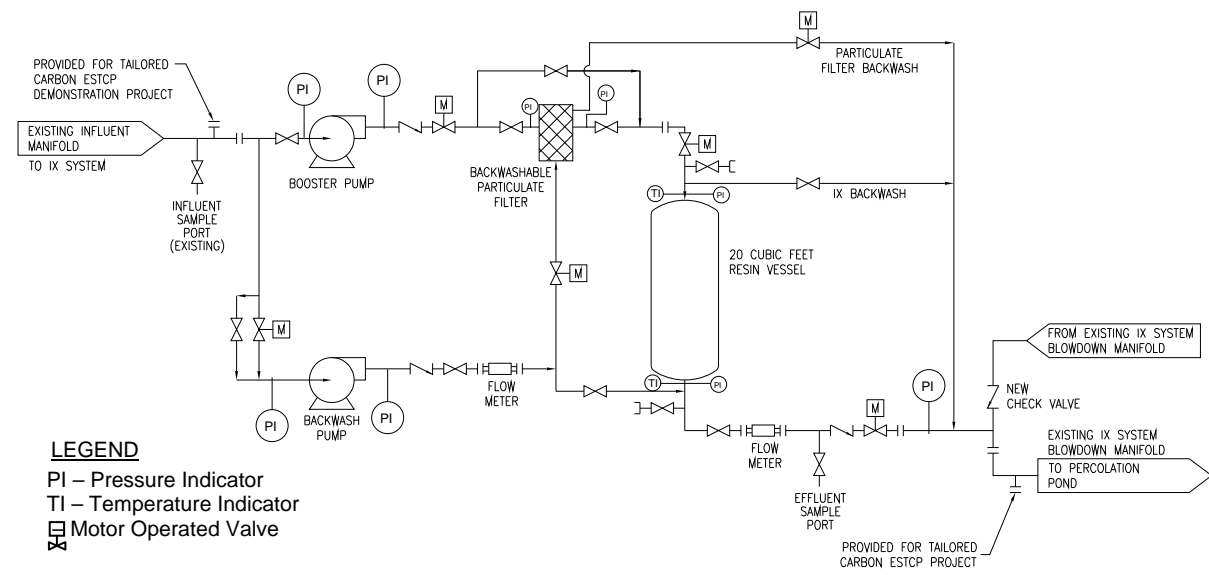 PROVIDED FOR TAILORED
CARBON ESTCP
DEMONSTRATION PROJECT
EXISTING INFLUENT
MANIFOLD
TO IX SYSTEM
INFLUENT
SAMPLE
PORT
(EXISTING)
PI
PI
BOOSTER PUMP
M
PI
PI
BACKWASHABLE
PARTICULATE
FILTER
M
PARTICULATE
FILTER BACKWASH
M
TI
PI
IX BACKWASH
20 CUBIC FEET
RESIN VESSEL
M
M
PI
BACKWASH
PUMP
PI
FLOW
METER
TI
PI
FLOW
METER
EFFLUENT
SAMPLE
PORT
M
PI
FROM EXISTING IX SYSTEM
BLOWDOWN MANIFOLD
NEW
CHECK VALVE
EXISTING IX SYSTEM
BLOWDOWN MANIFOLD
TO PERCOLATION
POND
PROVIDED FOR TAILORED
CARBON ESTCP PROJECT
LEGEND
PI – Pressure Indicator
TI – Temperature Indicator
Motor Operated Valve